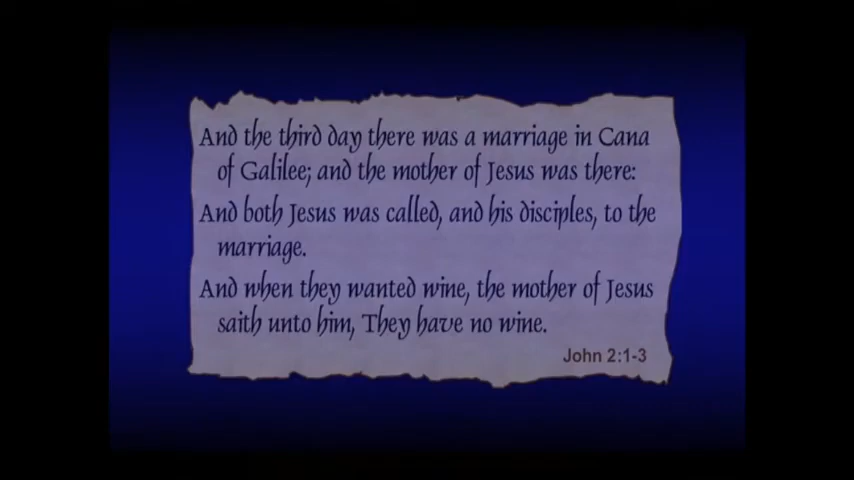 And the third day there was a marriage in Cana
of Galilee; and the mother of Jesus was there:
And both Jesus was called, and his disciples, to the
marriage.
And when they wanted wine, the mother of Jesus
saith unto him, They have no wine.
John 2:1-3